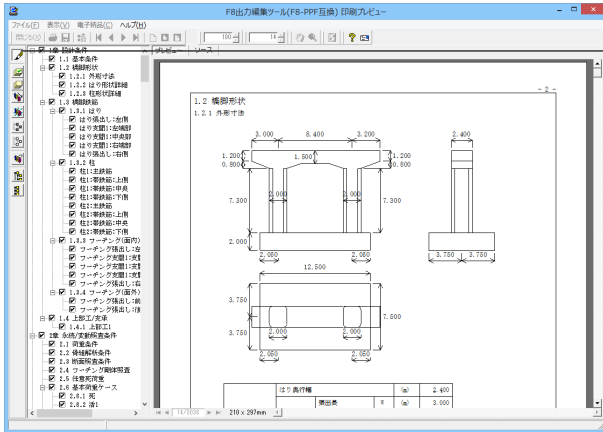 F8出力編集ツール(F8-PPF互換) 印刷プレビュー
ファイル(F) 表示(V) 電子納品(C) ヘルプ(H)
閉じる(X) 100 14
プレビュー ソース
1章 設計条件
1.1 基本条件
1.2 橋脚形状
1.2.1 外形寸法
1.2.2 はり形状詳細
1.2.3 柱形状詳細
1.3 橋脚鉄筋
1.3.1 はり
はり張出し:左側
はり支間1:左端部
はり支間1:中央部
はり支間1:右端部
はり張出し:右側
1.3.2 柱
柱1:主鉄筋
柱1:帯鉄筋:上側
柱1:帯鉄筋:中央
柱1:帯鉄筋:下側
柱2:主鉄筋
柱2:帯鉄筋:上側
柱2:帯鉄筋:中央
柱2:帯鉄筋:下側
1.3.3 フーチング(面内)
フーチング張出し:左
フーチング支間1:支
フーチング支間1:支
フーチング支間1:支
フーチング張出し:右
1.3.4 フーチング(面外)
フーチング張出し:前
フーチング張出し:後
1.4 上部工/支承
1.4.1 上部工1
2章 永続/変動照査条件
2.1 荷重条件
2.2 骨組解析条件
2.3 断面照査条件
2.4 フーチング剛体照査
2.5 任意死荷重
2.6 基本荷重ケース
2.6.1 死
2.6.2 活1
- 2 -
1.2 橋脚形状
1.2.1 外形寸法
3.000 8.400 3.200 2.400
1.200 1.500 1.200
0.800 0.800
7.300 2.000 2.000 7.300
2.000
2.050 2.050 3.750 3.750
12.500
3.750
7.500
3.750 2.000 2.000
2.050 2.050
はり奥行幅 (m) 2.400
張出長 (m) 3.000
14/0036 210 x 297mm